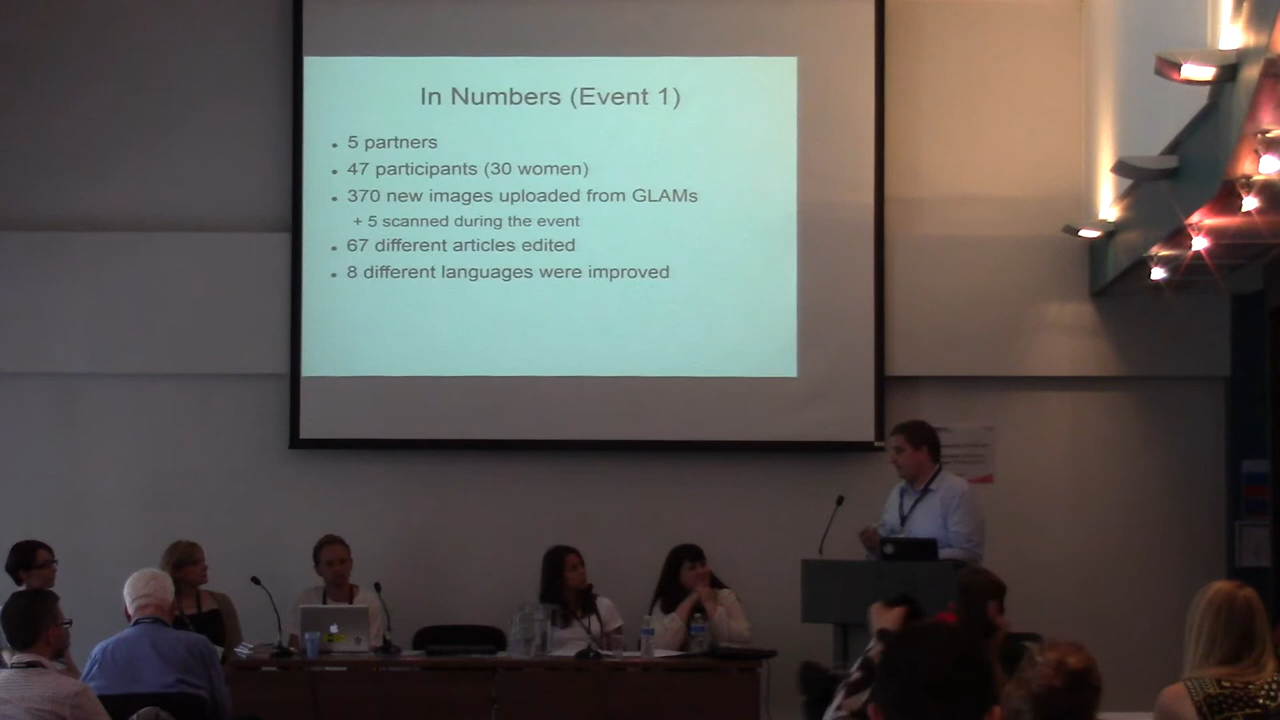 In Numbers (Event 1)
5 partners
47 participants (30 women)
370 new images uploaded from GLAMs
+ 5 scanned during the event
67 different articles edited
8 different languages were improved